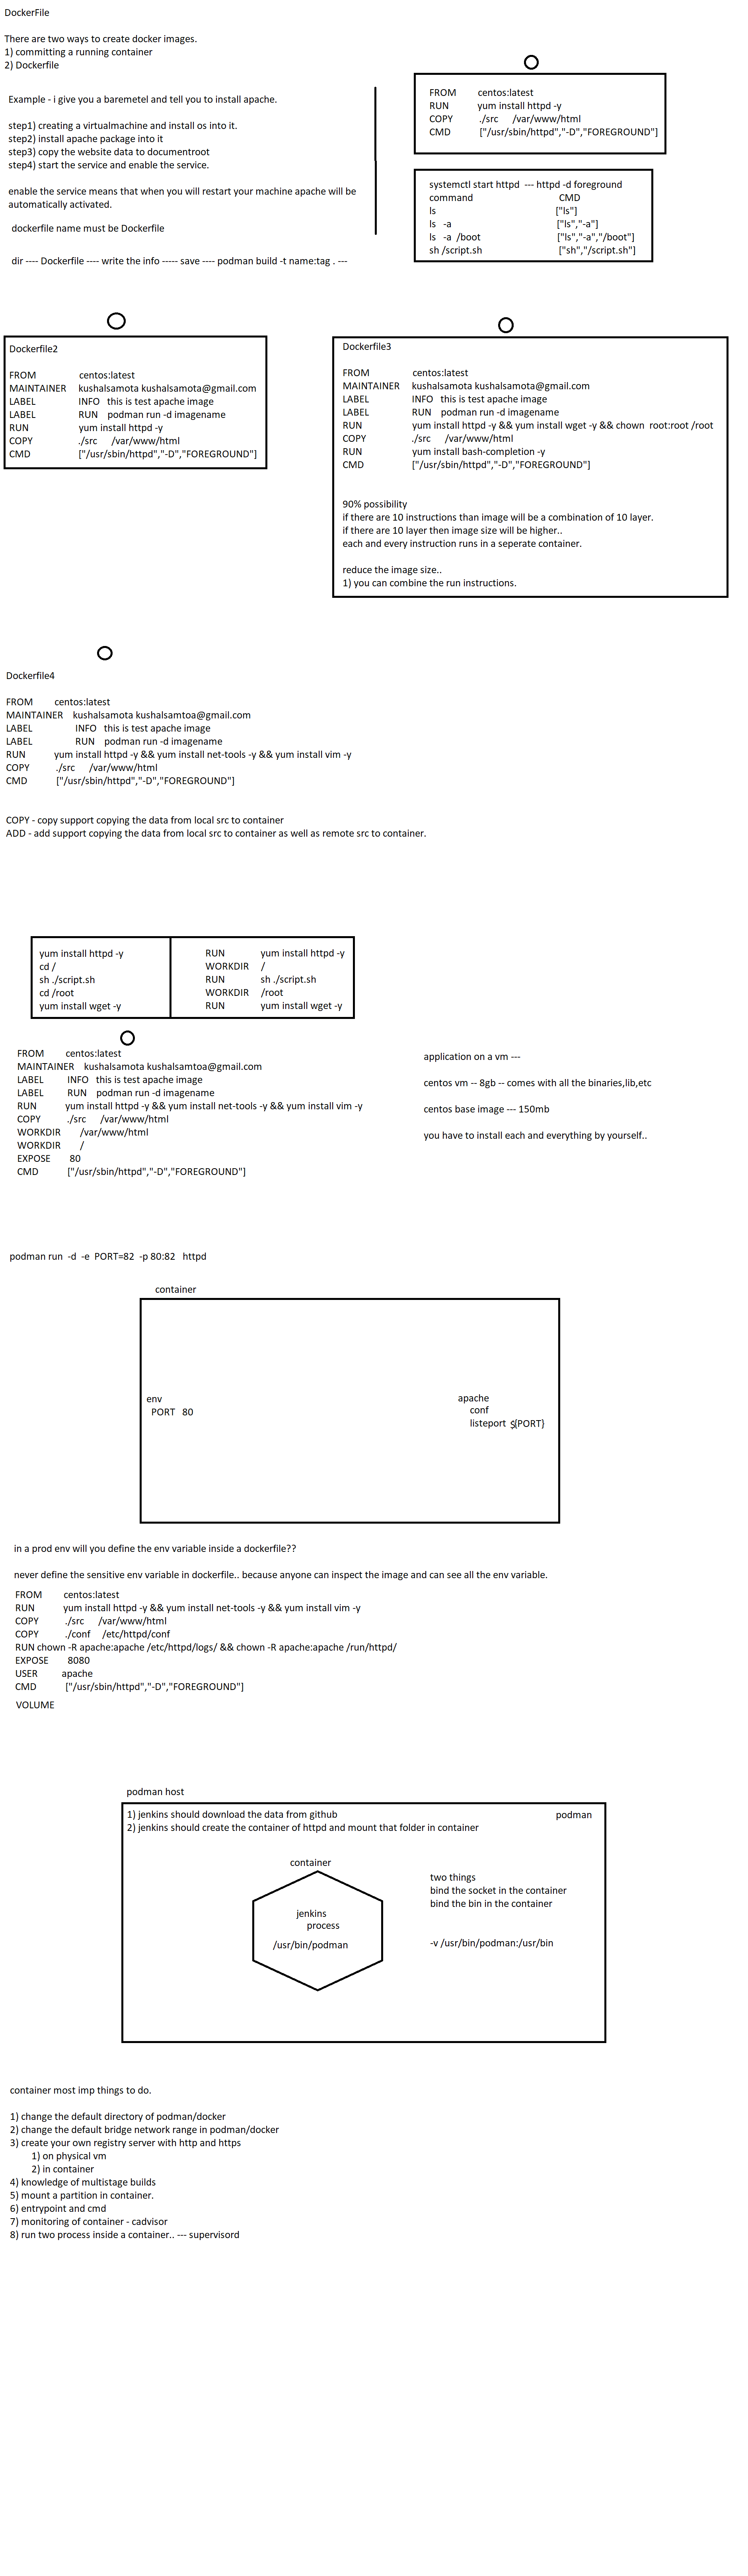 DockerFile
There are two ways to create docker images.
1) committing a running container
2) Dockerfile
Example - i give you a baremetel and tell you to install apache.
step1) creating a virtualmachine and install os into it.
step2) install apache package into it
step3) copy the website data to documentroot
step4) start the service and enable the service.
enable the service means that when you will restart your machine apache will be
automatically activated.
dockerfile name must be Dockerfile
dir ---- Dockerfile ---- write the info ----- save ---- podman build -t name:tag . ---
FROM centos:latest
RUN yum install httpd -y
COPY ./src /var/www/html
CMD ["/usr/sbin/httpd","-D","FOREGROUND"]
systemctl start httpd --- httpd -d foreground
command CMD
ls ["ls"]
ls -a ["ls","-a"]
ls -a /boot ["ls","-a","/boot"]
sh /script.sh ["sh","/script.sh"]
Dockerfile2
FROM centos:latest
MAINTAINER kushalsamota kushalsamota@gmail.com
LABEL INFO this is test apache image
LABEL RUN podman run -d imagename
RUN yum install httpd -y
COPY ./src /var/www/html
CMD ["/usr/sbin/httpd","-D","FOREGROUND"]
Dockerfile3
FROM centos:latest
MAINTAINER kushalsamota kushalsamota@gmail.com
LABEL INFO this is test apache image
LABEL RUN podman run -d imagename
RUN yum install httpd -y && yum install wget -y && chown root:root /root
COPY ./src /var/www/html
RUN yum install bash-completion -y
CMD ["/usr/sbin/httpd","-D","FOREGROUND"]
90% possibility
if there are 10 instructions than image will be a combination of 10 layer.
if there are 10 layer then image size will be higher..
each and every instruction runs in a seperate container.
reduce the image size..
1) you can combine the run instructions.
Dockerfile4
FROM centos:latest
MAINTAINER kushalsamota kushalsamtoa@gmail.com
LABEL INFO this is test apache image
LABEL RUN podman run -d imagename
RUN yum install httpd -y && yum install net-tools -y && yum install vim -y
COPY ./src /var/www/html
CMD ["/usr/sbin/httpd","-D","FOREGROUND"]
COPY - copy support copying the data from local src to container
ADD - add support copying the data from local src to container as well as remote src to container.
yum install httpd -y
cd /
sh ./script.sh
cd /root
yum install wget -y
RUN yum install httpd -y
WORKDIR /
RUN sh ./script.sh
WORKDIR /root
RUN yum install wget -y
FROM centos:latest
MAINTAINER kushalsamota kushalsamtoa@gmail.com
LABEL INFO this is test apache image
LABEL RUN podman run -d imagename
RUN yum install httpd -y && yum install net-tools -y && yum install vim -y
COPY ./src /var/www/html
WORKDIR /var/www/html
WORKDIR /
EXPOSE 80
CMD ["/usr/sbin/httpd","-D","FOREGROUND"]
application on a vm ---
centos vm -- 8gb -- comes with all the binaries,lib,etc
centos base image --- 150mb
you have to install each and everything by yourself..
podman run -d -e PORT=82 -p 80:82 httpd
container
env
PORT 80
apache
conf
listeport ${PORT}
in a prod env will you define the env variable inside a dockerfile??
never define the sensitive env variable in dockerfile.. because anyone can inspect the image and can see all the env variable.
FROM centos:latest
RUN yum install httpd -y && yum install net-tools -y && yum install vim -y
COPY ./src /var/www/html
COPY ./conf /etc/httpd/conf
RUN chown -R apache:apache /etc/httpd/logs/ && chown -R apache:apache /run/httpd/
EXPOSE 8080
USER apache
CMD ["/usr/sbin/httpd","-D","FOREGROUND"]
VOLUME
podman host
1) jenkins should download the data from github
2) jenkins should create the container of httpd and mount that folder in container
podman
container
jenkins
process
/usr/bin/podman
two things
bind the socket in the container
bind the bin in the container
-v /usr/bin/podman:/usr/bin
container most imp things to do.
1) change the default directory of podman/docker
2) change the default bridge network range in podman/docker
3) create your own registry server with http and https
1) on physical vm
2) in container
4) knowledge of multistage builds
5) mount a partition in container.
6) entrypoint and cmd
7) monitoring of container - cadvisor
8) run two process inside a container.. --- supervisord